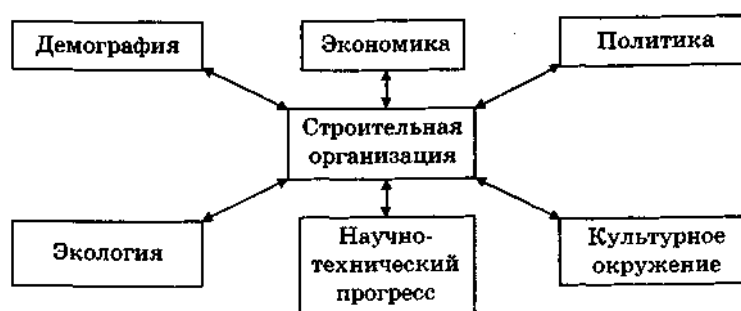 Демография
Экономика
Политика
Строительная
организация
Экология
Научно-
технический
прогресс
Культурное
окружение